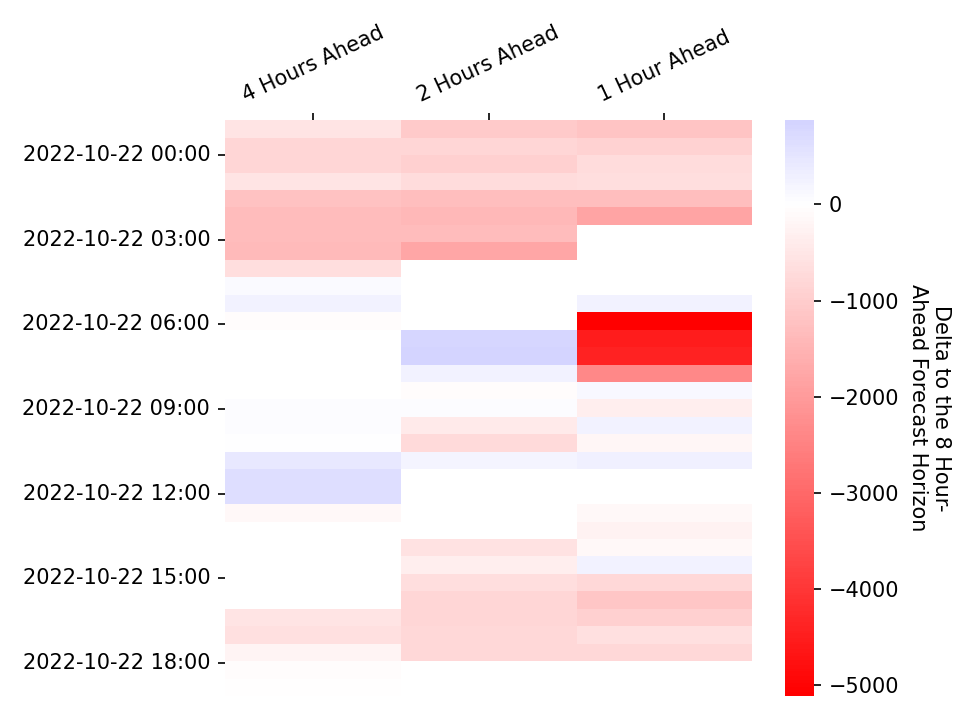 4 Hours Ahead
2 Hours Ahead
1 Hour Ahead
2022-10-22 00:00
2022-10-22 03:00
2022-10-22 06:00
2022-10-22 09:00
2022-10-22 12:00
2022-10-22 15:00
2022-10-22 18:00
0
−1000
−2000
−3000
−4000
−5000
Delta to the 8 Hour-
Ahead Forecast Horizon